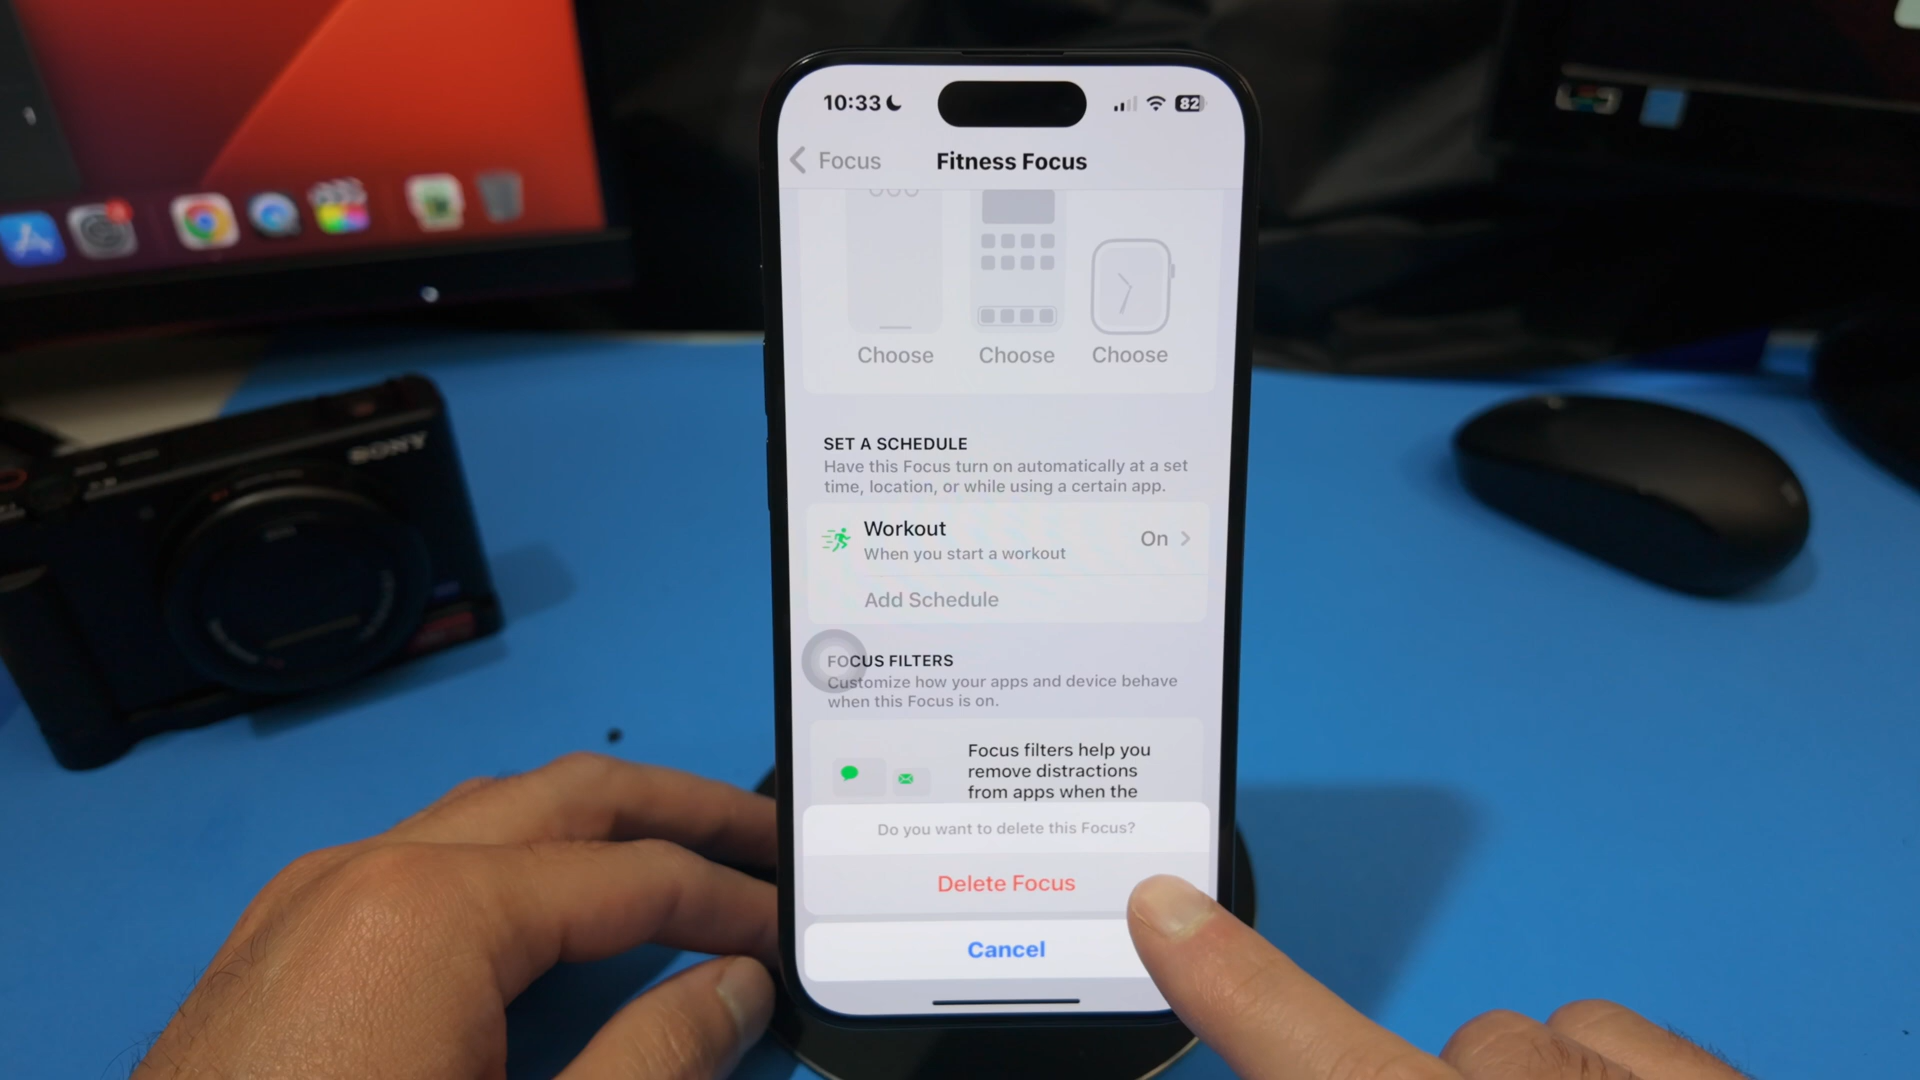 10:33
82
Focus
Fitness Focus
Choose
Choose
Choose
SET A SCHEDULE
Have this Focus turn on automatically at a set
time, location, or while using a certain app.
Workout
On
When you start a workout
Add Schedule
FOCUS FILTERS
Customize how your apps and device behave
when this Focus is on.
Focus filters help you
remove distractions
from apps when the
Do you want to delete this Focus?
Delete Focus
Cancel
SONY